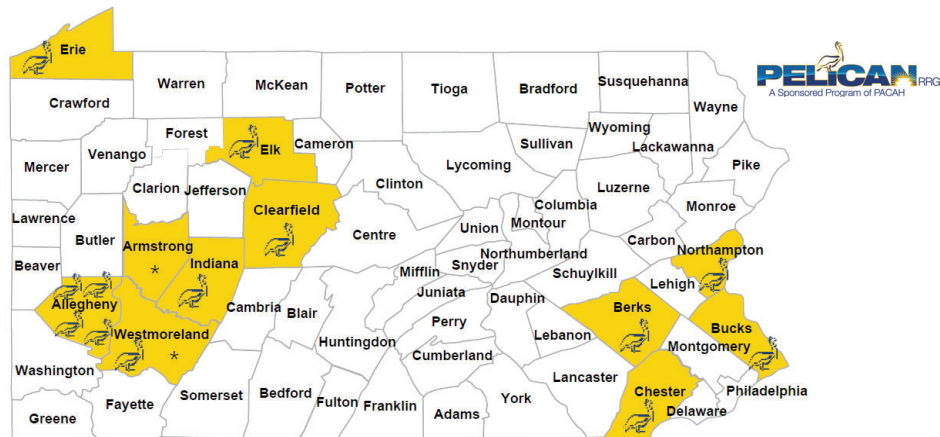 Erie
Warren
McKean
Potter
Tioga
Bradford
Susquehanna
Wayne
PELICAN RRG
A Sponsored Program of PACAH
Crawford
Forest
Elk
Cameron
Sullivan
Wyoming
Lackawanna
Pike
Mercer
Venango
Clarion
Jefferson
Clinton
Lycoming
Columbia
Luzerne
Monroe
Lawrence
Butler
Armstrong
*
Clearfield
Centre
Union
Montour
Carbon
Northampton
Beaver
Indiana
Mifflin
Snyder
Northumberland
Schuylkill
Lehigh
Allegheny
Westmoreland
*
Cambria
Blair
Juniata
Dauphin
Berks
Bucks
Huntingdon
Perry
Lebanon
Montgomery
Washington
Cumberland
Lancaster
Chester
Philadelphia
Greene
Fayette
Somerset
Bedford
Fulton
Franklin
Adams
York
Delaware